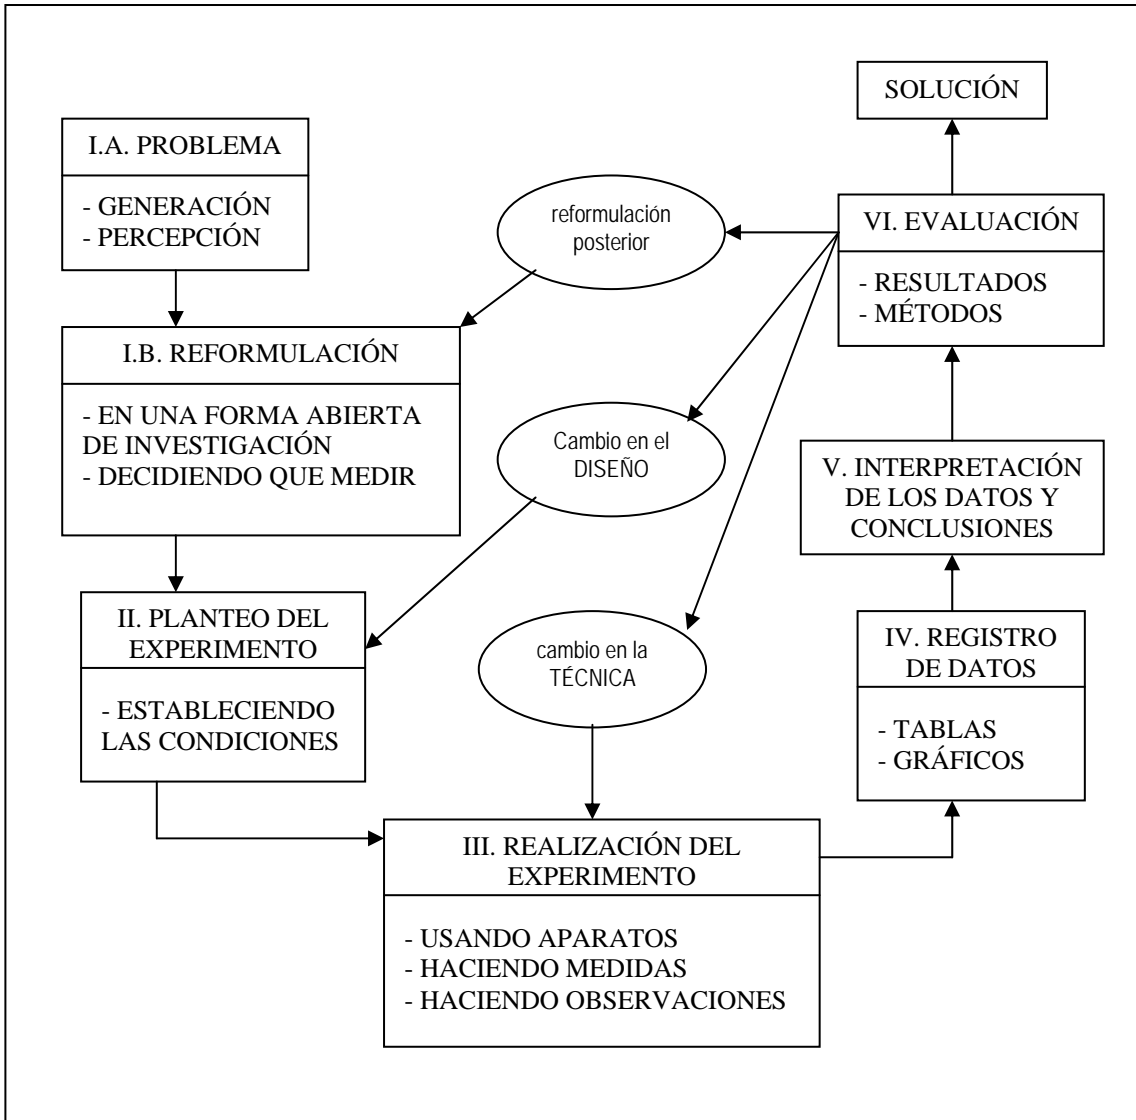 I.A. PROBLEMA
- GENERACIÓN
- PERCEPCIÓN
I.B. REFORMULACIÓN
- EN UNA FORMA ABIERTA
DE INVESTIGACIÓN
- DECIDIENDO QUE MEDIR
II. PLANTEO DEL
EXPERIMENTO
- ESTABLECIENDO
LAS CONDICIONES
reformulación
posterior
Cambio en el
DISEÑO
cambio en la
TÉCNICA
III. REALIZACIÓN DEL
EXPERIMENTO
- USANDO APARATOS
- HACIENDO MEDIDAS
- HACIENDO OBSERVACIONES
SOLUCIÓN
VI. EVALUACIÓN
- RESULTADOS
- MÉTODOS
V. INTERPRETACIÓN
DE LOS DATOS Y
CONCLUSIONES
IV. REGISTRO
DE DATOS
- TABLAS
- GRÁFICOS